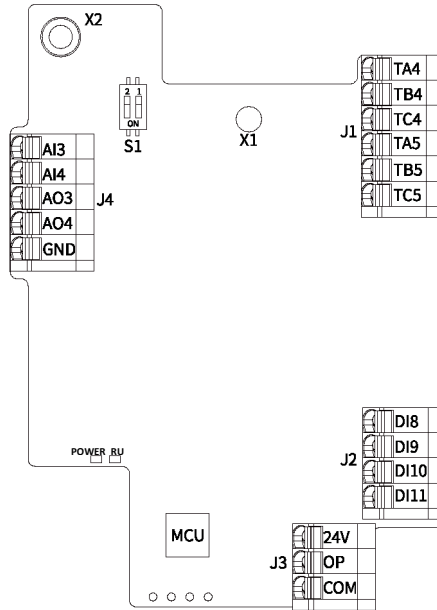 X2
2 1
ON
S1
X1
J1
TA4
TB4
TC4
TA5
TB5
TC5
AI3
AI4
AO3
AO4
GND
J4
J2
DI8
DI9
DI10
DI11
POWER RU
MCU
J3
24V
OP
COM